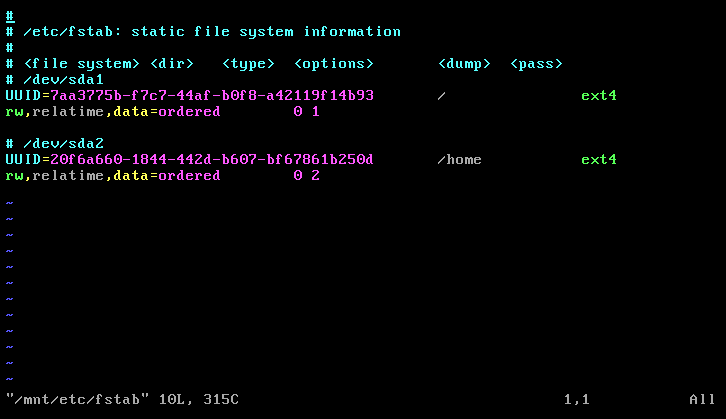 #
# /etc/fstab: static file system information
#
# <file system> <dir>   <type>  <options>        <dump>  <pass>
# /dev/sda1
UUID=7aa3775b-f7c7-44af-b0f8-a42119f14b93        /                 ext4
rw,relatime,data=ordered         0 1

# /dev/sda2
UUID=20f6a660-1844-442d-b607-bf67861b250d        /home             ext4
rw,relatime,data=ordered         0 2
~
~
~
~
~
~
~
~
~
~
~
~
"/mnt/etc/fstab" 10L, 315C                                         1,1            All